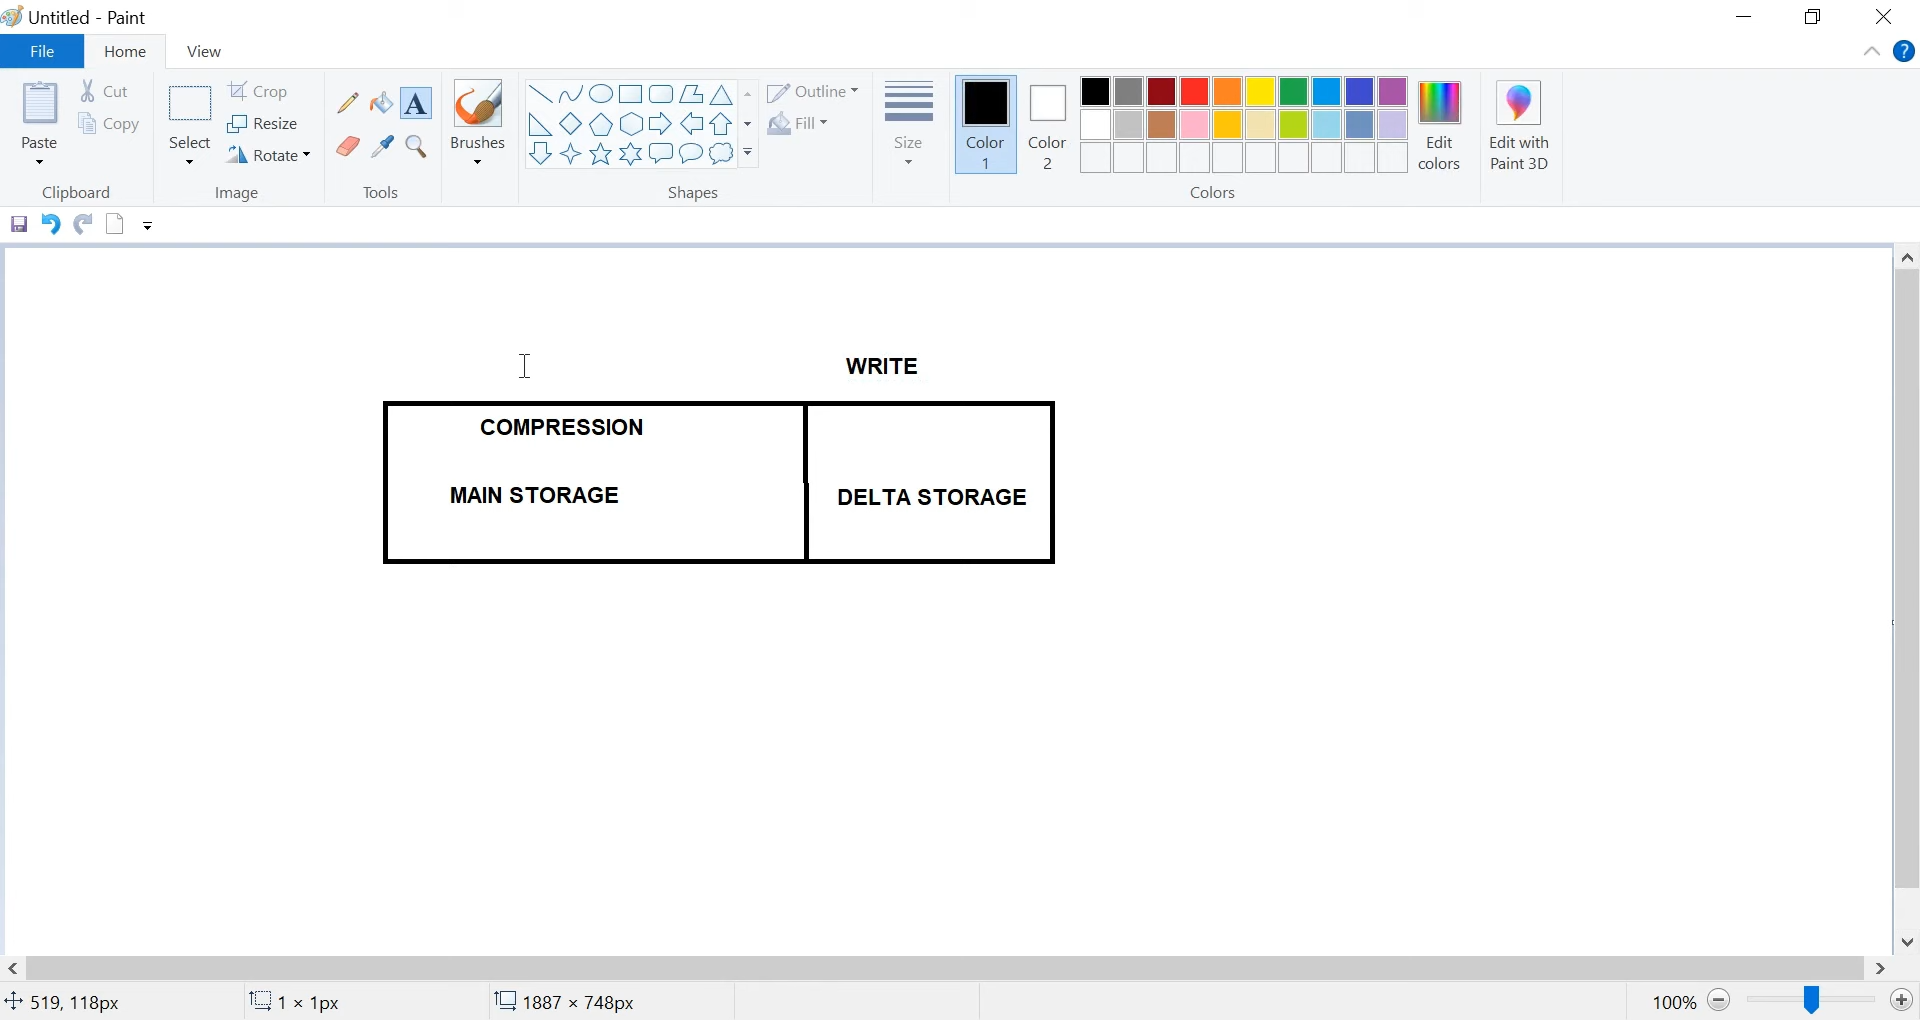 Untitled - Paint
File Home View
Paste Cut Copy Clipboard
Select Crop Resize Rotate Image
A Tools
Brushes
Shapes Outline Fill
Size
Color 1 Color 2 Colors Edit colors
Edit with Paint 3D
?
WRITE
COMPRESSION
MAIN STORAGE DELTA STORAGE
519, 118px 1 × 1px 1887 × 748px 100%